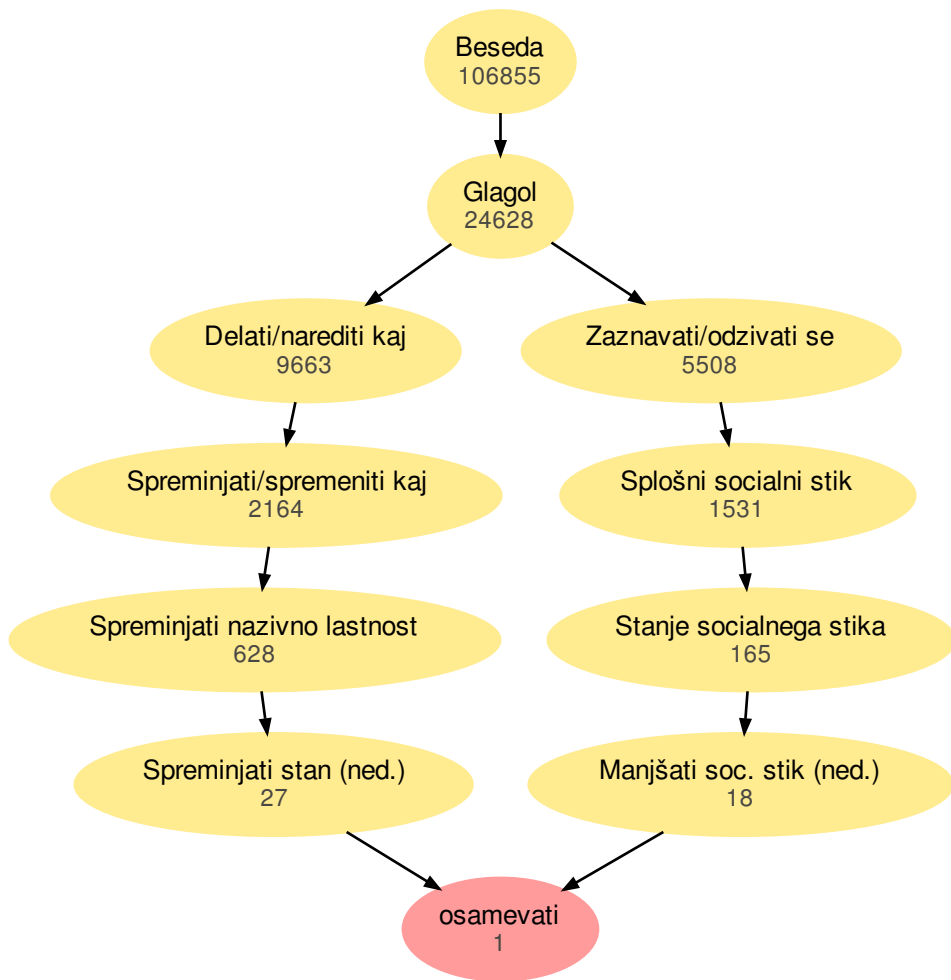 Beseda
106855
Glagol
24628
Delati/narediti kaj
9663
Zaznavati/odzivati se
5508
Spreminjati/spremeniti kaj
2164
Splošni socialni stik
1531
Spreminjati nazivno lastnost
628
Stanje socialnega stika
165
Spreminjati stan (ned.)
27
Manjšati soc. stik (ned.)
18
osamevati
1